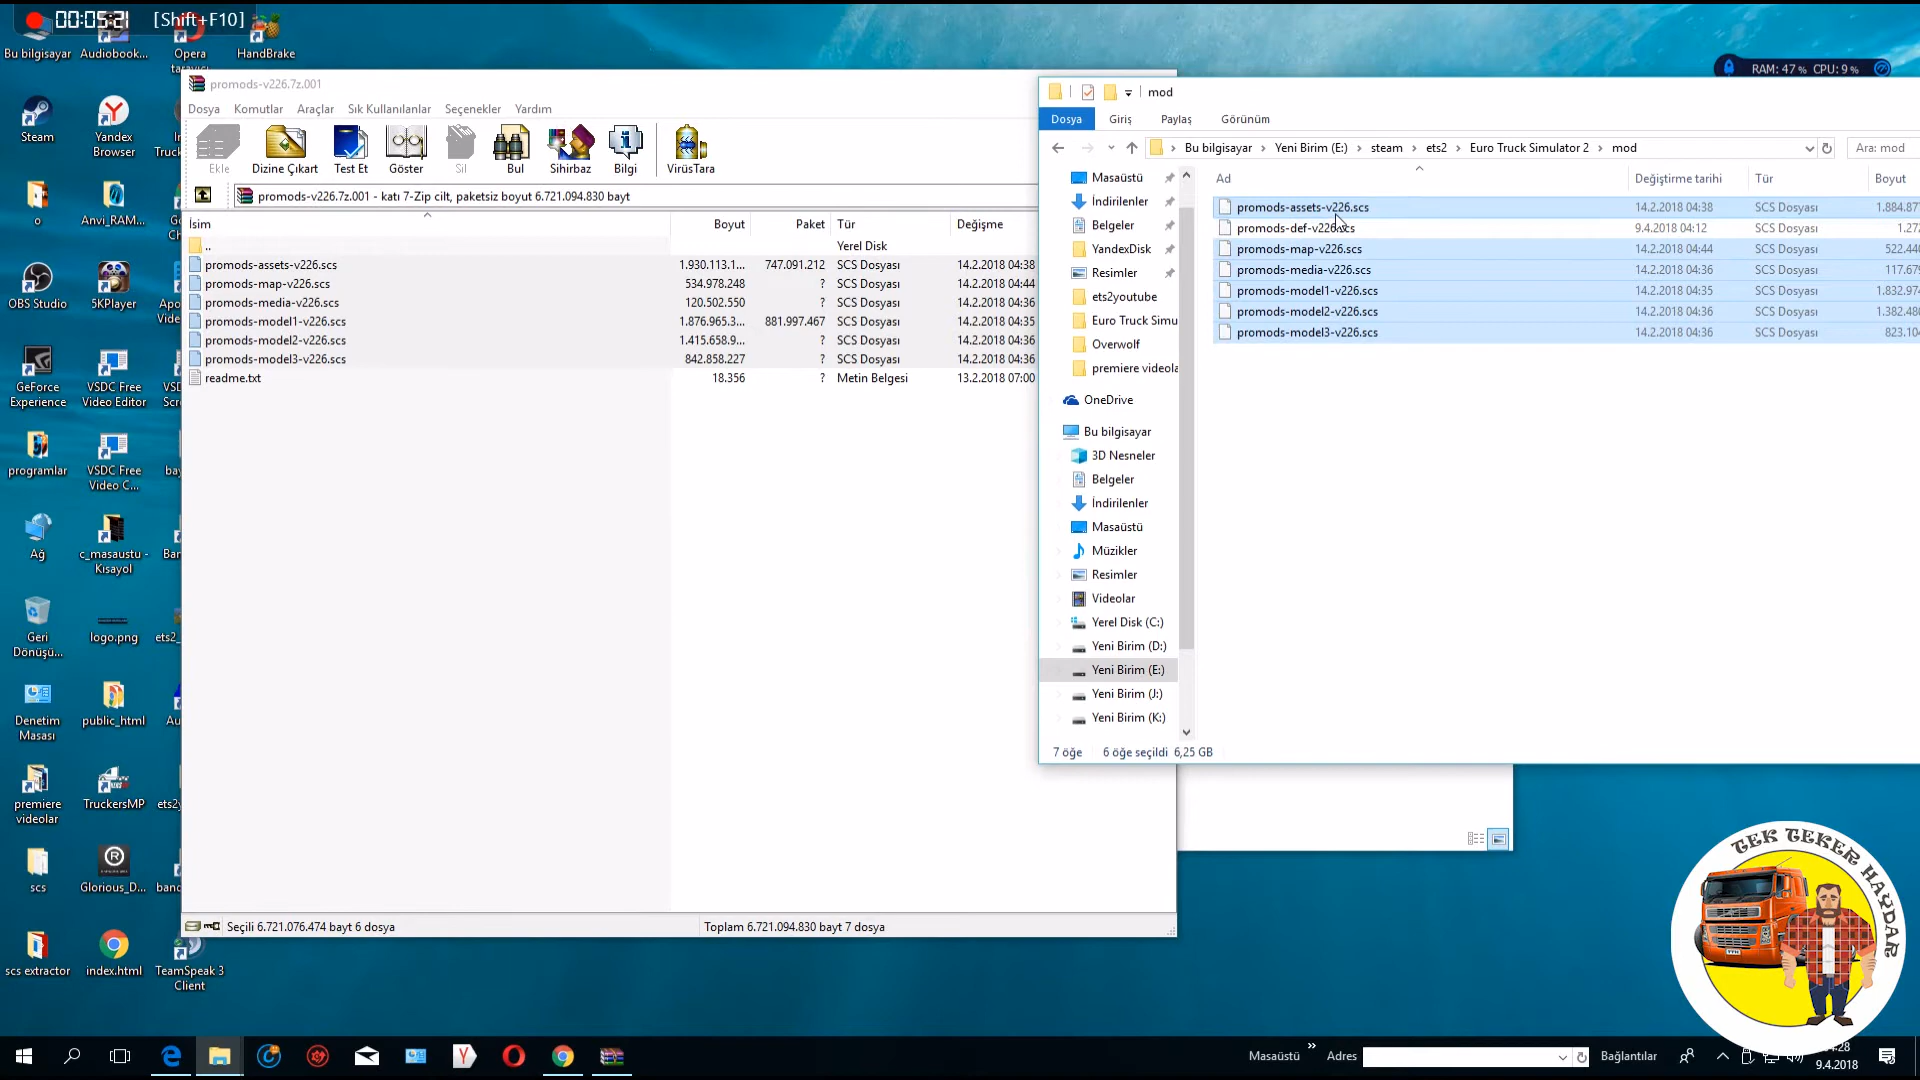 00:05:21 [Shift+F10]
Bu bilgisayar
Audiobook...
Opera
tarayıcı
HandBrake
Steam
Yandex
Browser
Truck
o
Anvi_RAM...
OBS Studio
5KPlayer
Video
GeForce
Experience
VSDC Free
Video Editor
programlar
VSDC Free
Video C...
Ağ
c_masaustu -
Kısayol
Geri
Dönüşü...
logo.png
ets2_
Denetim
Masası
public_html
premiere
videolar
TruckersMP
scs
Glorious_D...
scs extractor
index.html
TeamSpeak 3
Client
promods-v226.7z.001
Dosya Komutlar Araçlar Sık Kullanılanlar Seçenekler Yardım
Ekle Dizine Çıkart Test Et Göster Sil Bul Sihirbaz Bilgi VirüsTara
promods-v226.7z.001 - katı 7-Zip cilt, paketsiz boyut 6.721.094.830 bayt
İsim Boyut Paket Tür Değişme
.. Yerel Disk
promods-assets-v226.scs 1.930.113.1... 747.091.212 SCS Dosyası 14.2.2018 04:38
promods-map-v226.scs 534.978.248 ? SCS Dosyası 14.2.2018 04:44
promods-media-v226.scs 120.502.550 ? SCS Dosyası 14.2.2018 04:36
promods-model1-v226.scs 1.876.965.3... 881.997.467 SCS Dosyası 14.2.2018 04:35
promods-model2-v226.scs 1.415.658.9... ? SCS Dosyası 14.2.2018 04:36
promods-model3-v226.scs 842.858.227 ? SCS Dosyası 14.2.2018 04:36
readme.txt 18.356 ? Metin Belgesi 13.2.2018 07:00
Seçili 6.721.076.474 bayt 6 dosya
Toplam 6.721.094.830 bayt 7 dosya
RAM: 47 % CPU: 9 %
mod
Dosya Giriş Paylaş Görünüm
Bu bilgisayar › Yeni Birim (E:) › steam › ets2 › Euro Truck Simulator 2 › mod
Ara: mod
Masaüstü
İndirilenler
Belgeler
YandexDisk
Resimler
ets2youtube
Euro Truck Simu
Overwolf
premiere videola
OneDrive
Bu bilgisayar
3D Nesneler
Belgeler
İndirilenler
Masaüstü
Müzikler
Resimler
Videolar
Yerel Disk (C:)
Yeni Birim (D:)
Yeni Birim (E:)
Yeni Birim (J:)
Yeni Birim (K:)
Ad Değiştirme tarihi Tür Boyut
promods-assets-v226.scs 14.2.2018 04:38 SCS Dosyası 1.884.87
promods-def-v226.scs 9.4.2018 04:12 SCS Dosyası 1.27
promods-map-v226.scs 14.2.2018 04:44 SCS Dosyası 522.44
promods-media-v226.scs 14.2.2018 04:36 SCS Dosyası 117.67
promods-model1-v226.scs 14.2.2018 04:35 SCS Dosyası 1.832.97
promods-model2-v226.scs 14.2.2018 04:36 SCS Dosyası 1.382.48
promods-model3-v226.scs 14.2.2018 04:36 SCS Dosyası 823.10
7 öğe 6 öğe seçildi 6,25 GB
TEK TEKER HAYDAR
Masaüstü » Adres
Bağlantılar
:28
9.4.2018